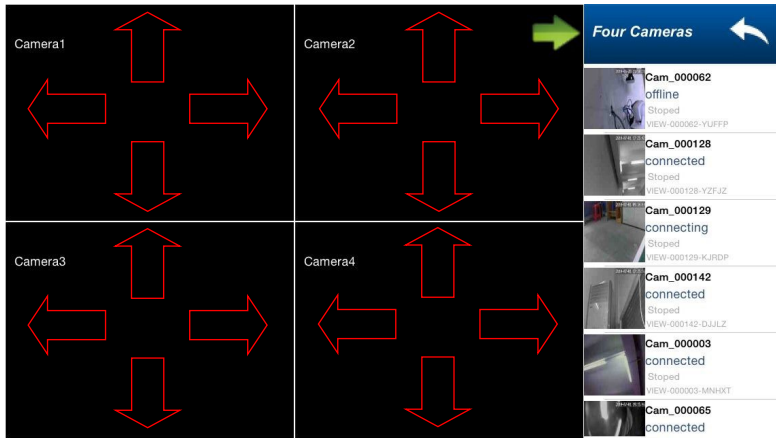 Camera1
Camera2
Camera3
Camera4
Four Cameras
Cam_000062
offline
Stoped
VIEW-000062-YUFFP
Cam_000128
connected
Stoped
VIEW-000128-YZFJZ
Cam_000129
connecting
Stoped
VIEW-000129-KJRDP
Cam_000142
connected
Stoped
VIEW-000142-DJJLZ
Cam_000003
connected
Stoped
VIEW-000003-MNHXT
Cam_000065
connected